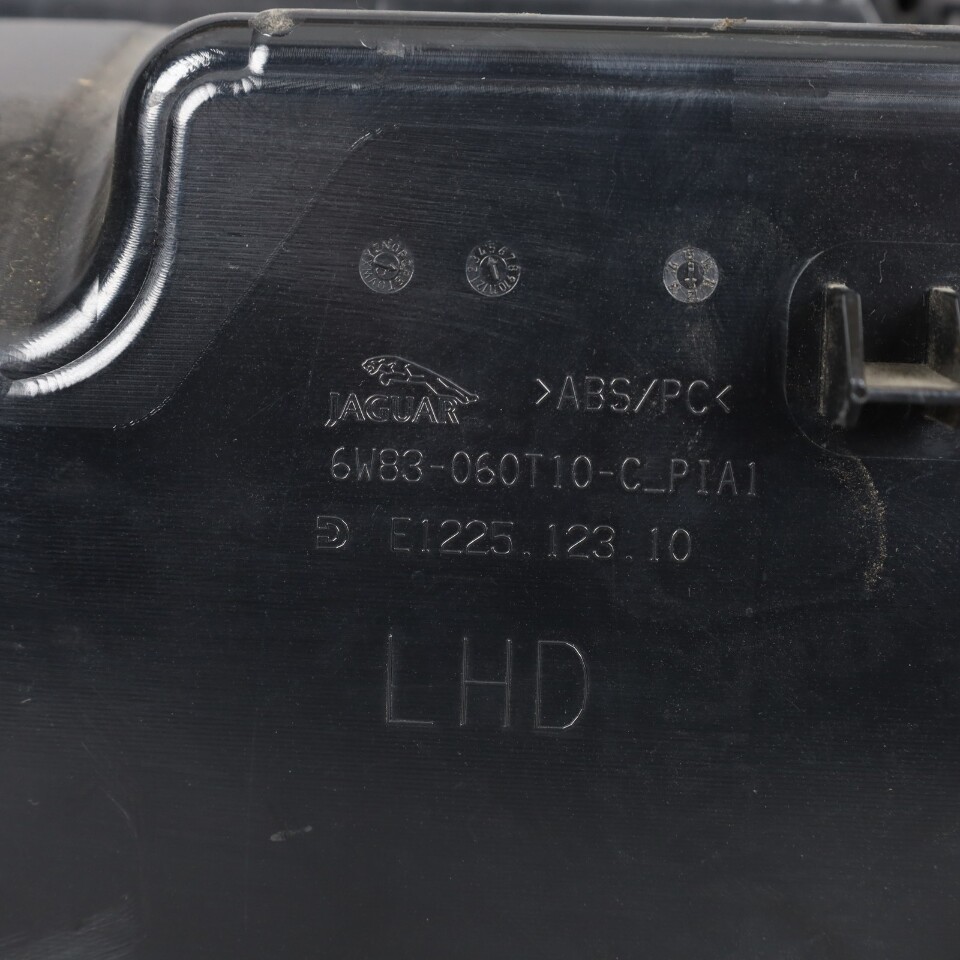 JAGUAR >ABS/PC<
6W83-060T10-C_PIA1
E1225.123.10
LHD